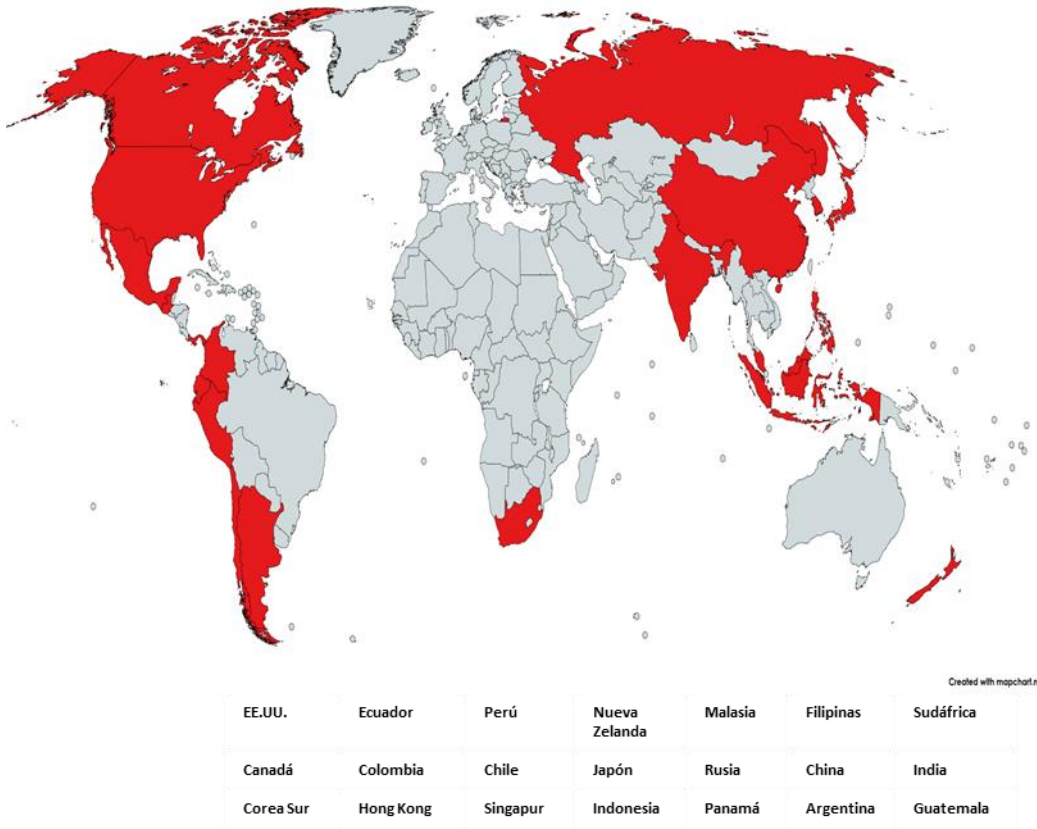 Created with mapchart.n
EE.UU. Ecuador Perú Nueva Zelanda Malasia Filipinas Sudáfrica
Canadá Colombia Chile Japón Rusia China India
Corea Sur Hong Kong Singapur Indonesia Panamá Argentina Guatemala